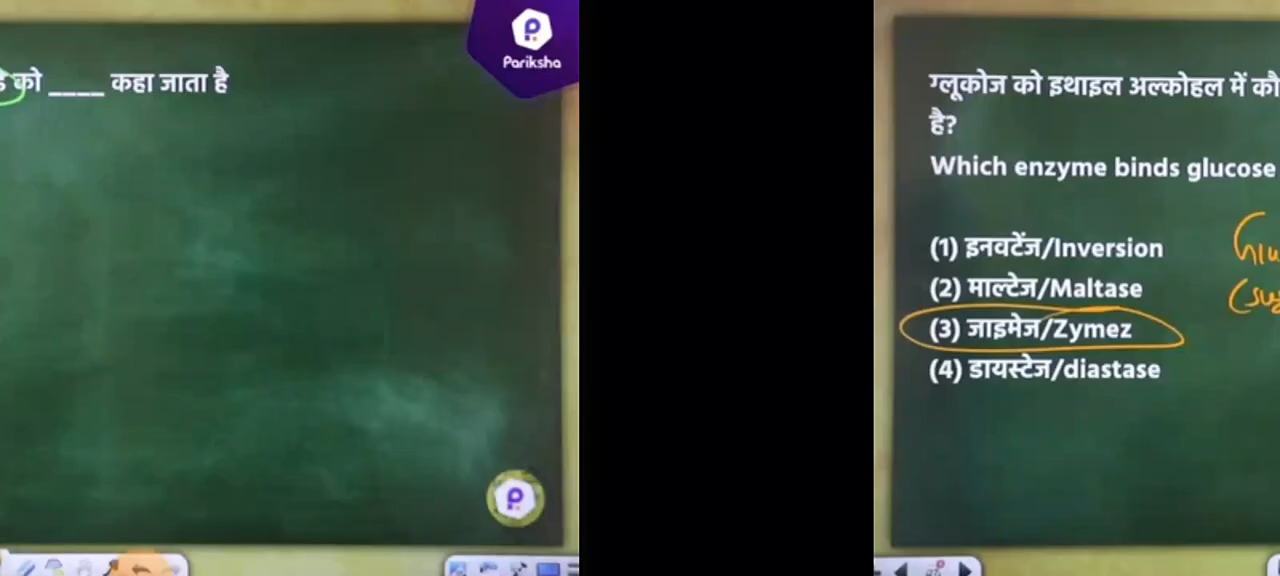 Pariksha
को ____ कहा जाता है
ग्लूकोज को इथाइल अल्कोहल में
है?
Which enzyme binds glucose
(1) इनवर्टेज/Inversion
(2) माल्टेज/Maltase
(3) जाइमेज/Zymez
(4) डायस्टेज/diastase